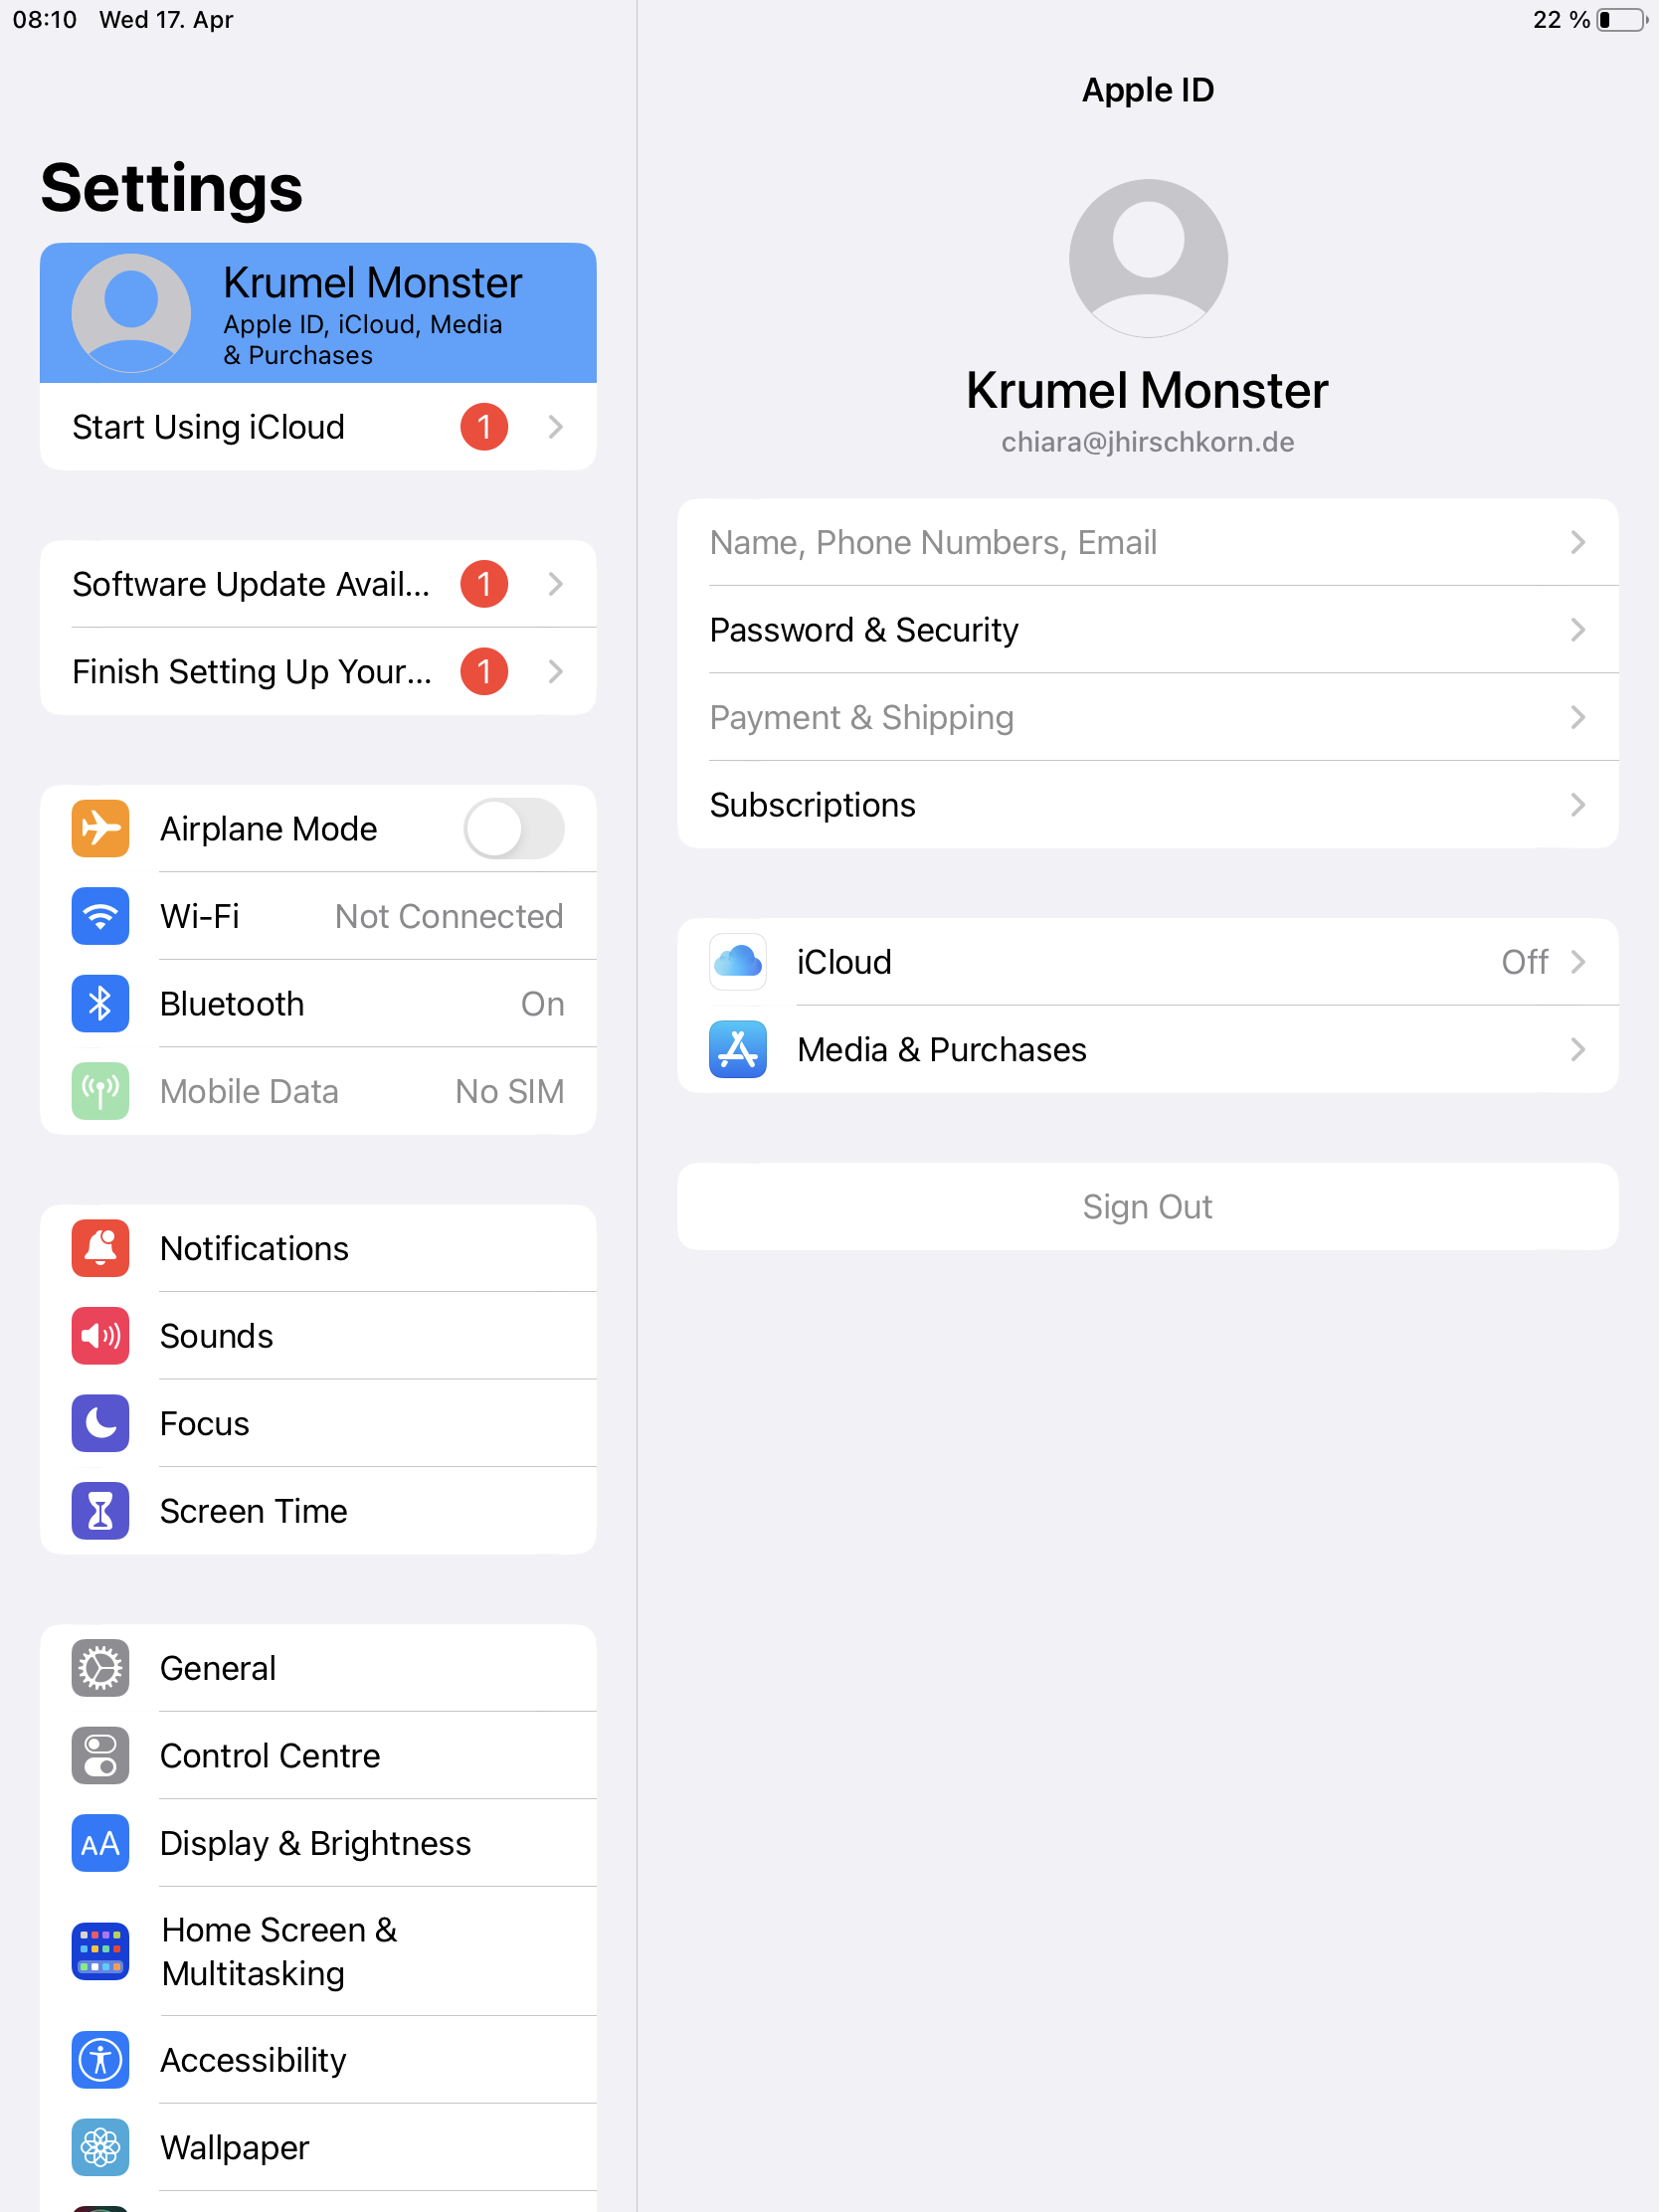 08:10 Wed 17. Apr
22 %
Settings
Krumel Monster
Apple ID, iCloud, Media
& Purchases
Start Using iCloud 1
Software Update Avail... 1
Finish Setting Up Your... 1
Airplane Mode
Wi-Fi Not Connected
Bluetooth On
Mobile Data No SIM
Notifications
Sounds
Focus
Screen Time
General
Control Centre
AA Display & Brightness
Home Screen &
Multitasking
Accessibility
Wallpaper
Apple ID
Krumel Monster
chiara@jhirschkorn.de
Name, Phone Numbers, Email
Password & Security
Payment & Shipping
Subscriptions
iCloud Off
Media & Purchases
Sign Out